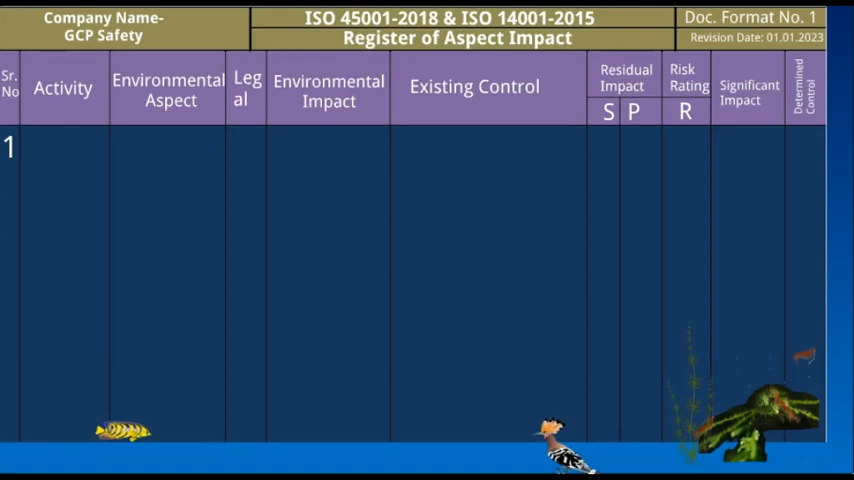 Company Name-
GCP Safety
ISO 45001-2018 & ISO 14001-2015
Register of Aspect Impact
Doc. Format No. 1
Revision Date: 01.01.2023
Sr.
No
Activity
Environmental
Aspect
Leg
al
Environmental
Impact
Existing Control
Residual
Impact
S P
Risk
Rating
R
Significant
Impact
Determined
Control
1